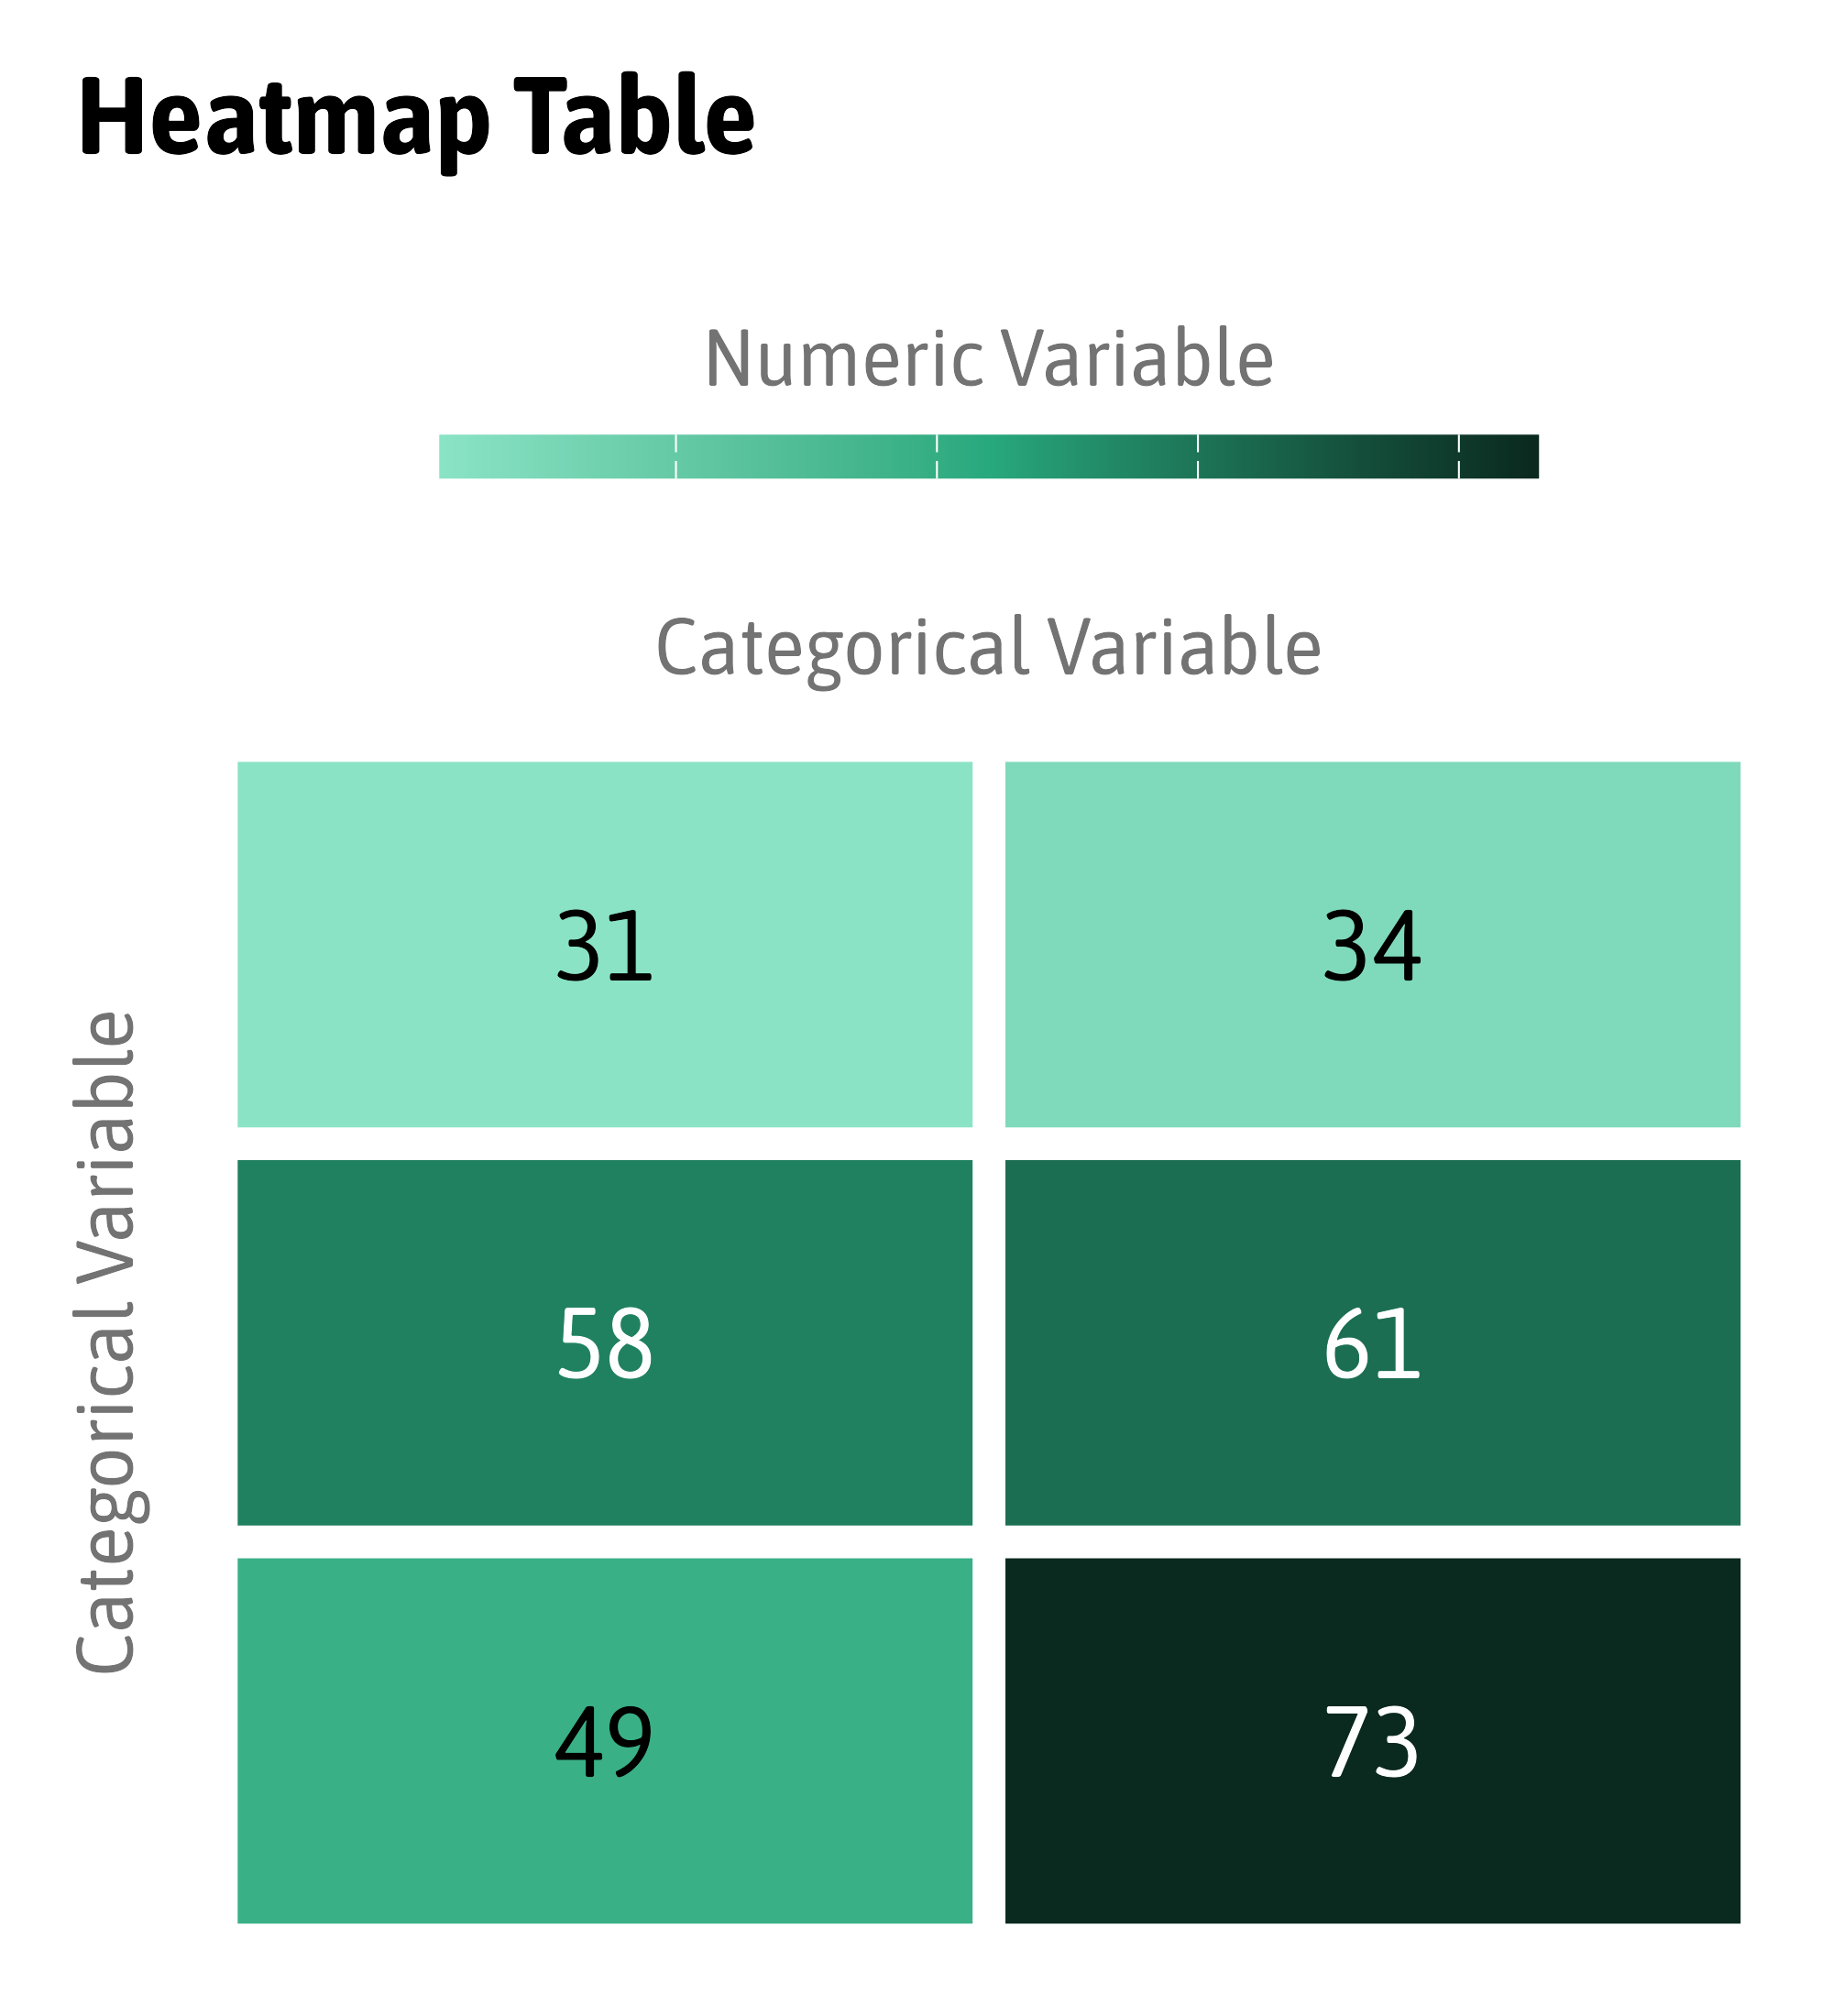 Heatmap Table
Numeric Variable
Categorical Variable
Categorical Variable
31 34
58 61
49 73